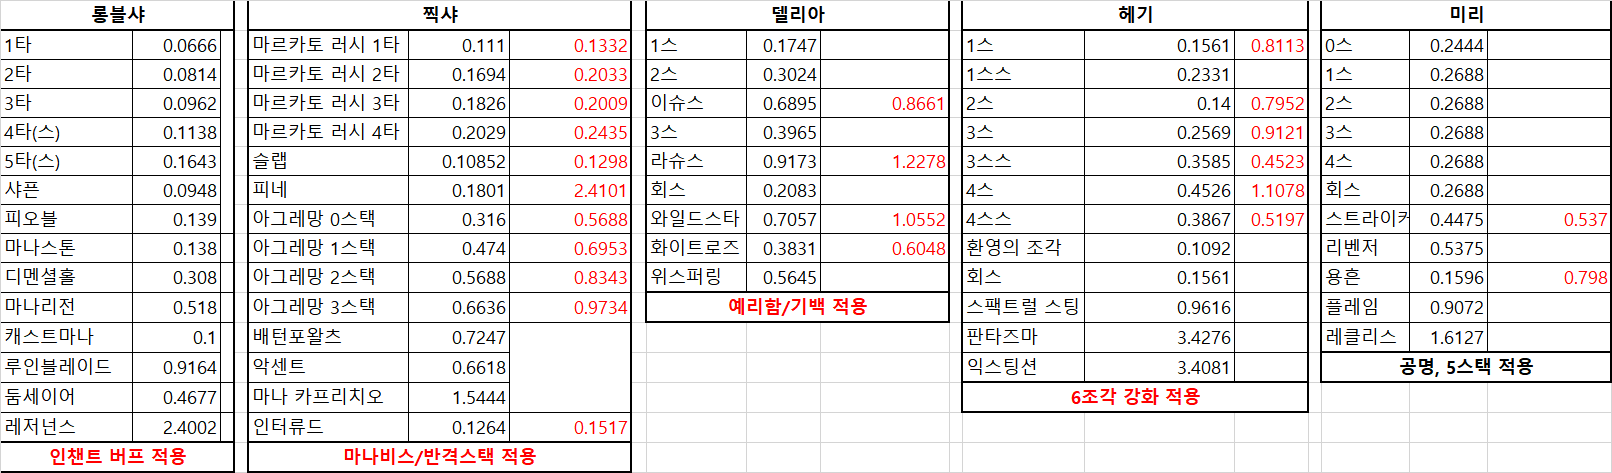 롱블샤 찍샤 델리아 헤기 미리
1타 0.0666 마르카토 러시 1타 0.111 0.1332 1스 0.1747 1스 0.1561 0.8113 0스 0.2444
2타 0.0814 마르카토 러시 2타 0.1694 0.2033 2스 0.3024 1스스 0.2331 1스 0.2688
3타 0.0962 마르카토 러시 3타 0.1826 0.2009 이슈스 0.6895 0.8661 2스 0.14 0.7952 2스 0.2688
4타(스) 0.1138 마르카토 러시 4타 0.2029 0.2435 3스 0.3965 3스 0.2569 0.9121 3스 0.2688
5타(스) 0.1643 슬랩 0.10852 0.1298 라슈스 0.9173 1.2278 3스스 0.3585 0.4523 4스 0.2688
샤픈 0.0948 피네 0.1801 2.4101 회스 0.2083 4스 0.4526 1.1078 회스 0.2688
피오블 0.139 아그레망 0스택 0.316 0.5688 와일드스타 0.7057 1.0552 4스스 0.3867 0.5197 스트라이커 0.4475 0.537
마나스톤 0.138 아그레망 1스택 0.474 0.6953 화이트로즈 0.3831 0.6048 환영의 조각 0.1092 리벤저 0.5375
디멘셜홀 0.308 아그레망 2스택 0.5688 0.8343 위스퍼링 0.5645 회스 0.1561 용흔 0.1596 0.798
마나리전 0.518 아그레망 3스택 0.6636 0.9734 예리함/기백 적용 스팩트럴 스팅 0.9616 플레임 0.9072
캐스트마나 0.1 배턴포왈츠 0.7247 판타즈마 3.4276 레클리스 1.6127
루인블레이드 0.9164 악센트 0.6618 익스팅션 3.4081 공명, 5스택 적용
둠세이어 0.4677 마나 카프리치오 1.5444 6조각 강화 적용
레저넌스 2.4002 인터류드 0.1264 0.1517
인챈트 버프 적용 마나비스/반격스택 적용